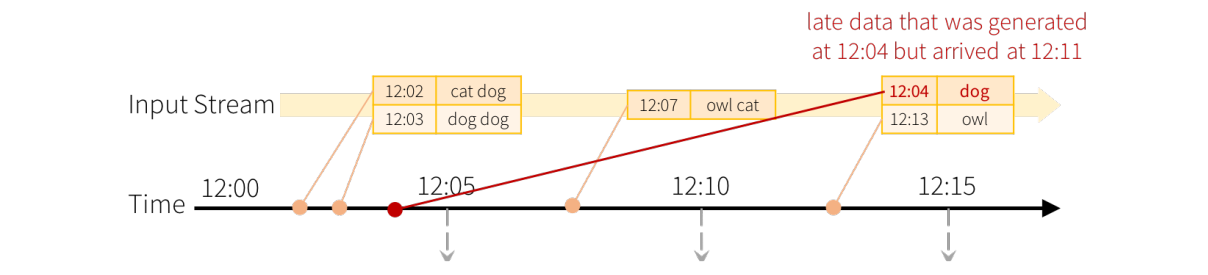 late data that was generated
at 12:04 but arrived at 12:11
Input Stream
12:02 cat dog
12:03 dog dog
12:07 owl cat
12:04 dog
12:13 owl
Time
12:00
12:05
12:10
12:15